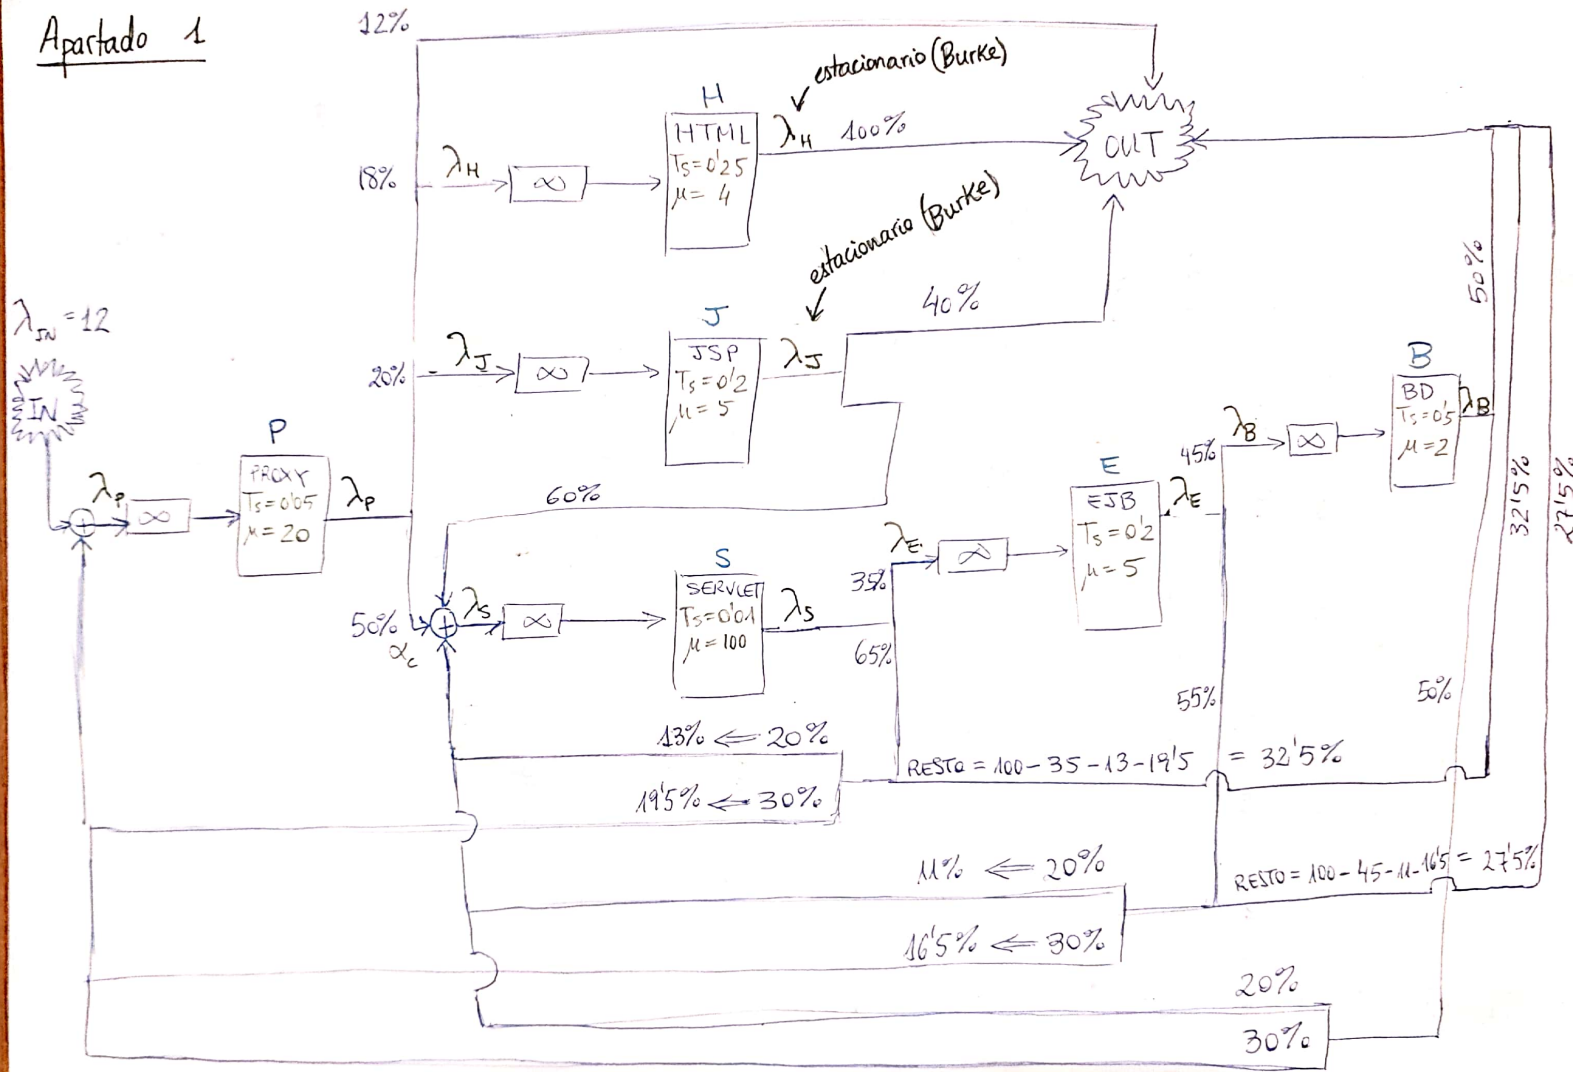 Apartado 1
12%
estacionario (Burke)
H
HTML
Ts=0'25
μ= 4
λH
100%
OUT
18%
λH
∞
estacionario (Burke)
40%
50%
λIN=12
IN
J
JSP
Ts=0'2
μ=5
λJ
20%
λJ
∞
B
BD
Ts=0'5
μ=2
λB
λB
45%
∞
32'5%
27'5%
P
PROXY
Ts=0'05
μ=20
λP
∞
λP
60%
E
EJB
Ts=0'2
μ=5
λE
λE
∞
35%
S
SERVLET
Ts=0'01
μ=100
λS
50%
αc
λS
∞
65%
55%
50%
13% ⇐ 20%
RESTO = 100-35-13-19'5 = 32'5%
19'5% ⇐ 30%
11% ⇐ 20%
RESTO = 100-45-11-16'5 = 27'5%
16'5% ⇐ 30%
20%
30%